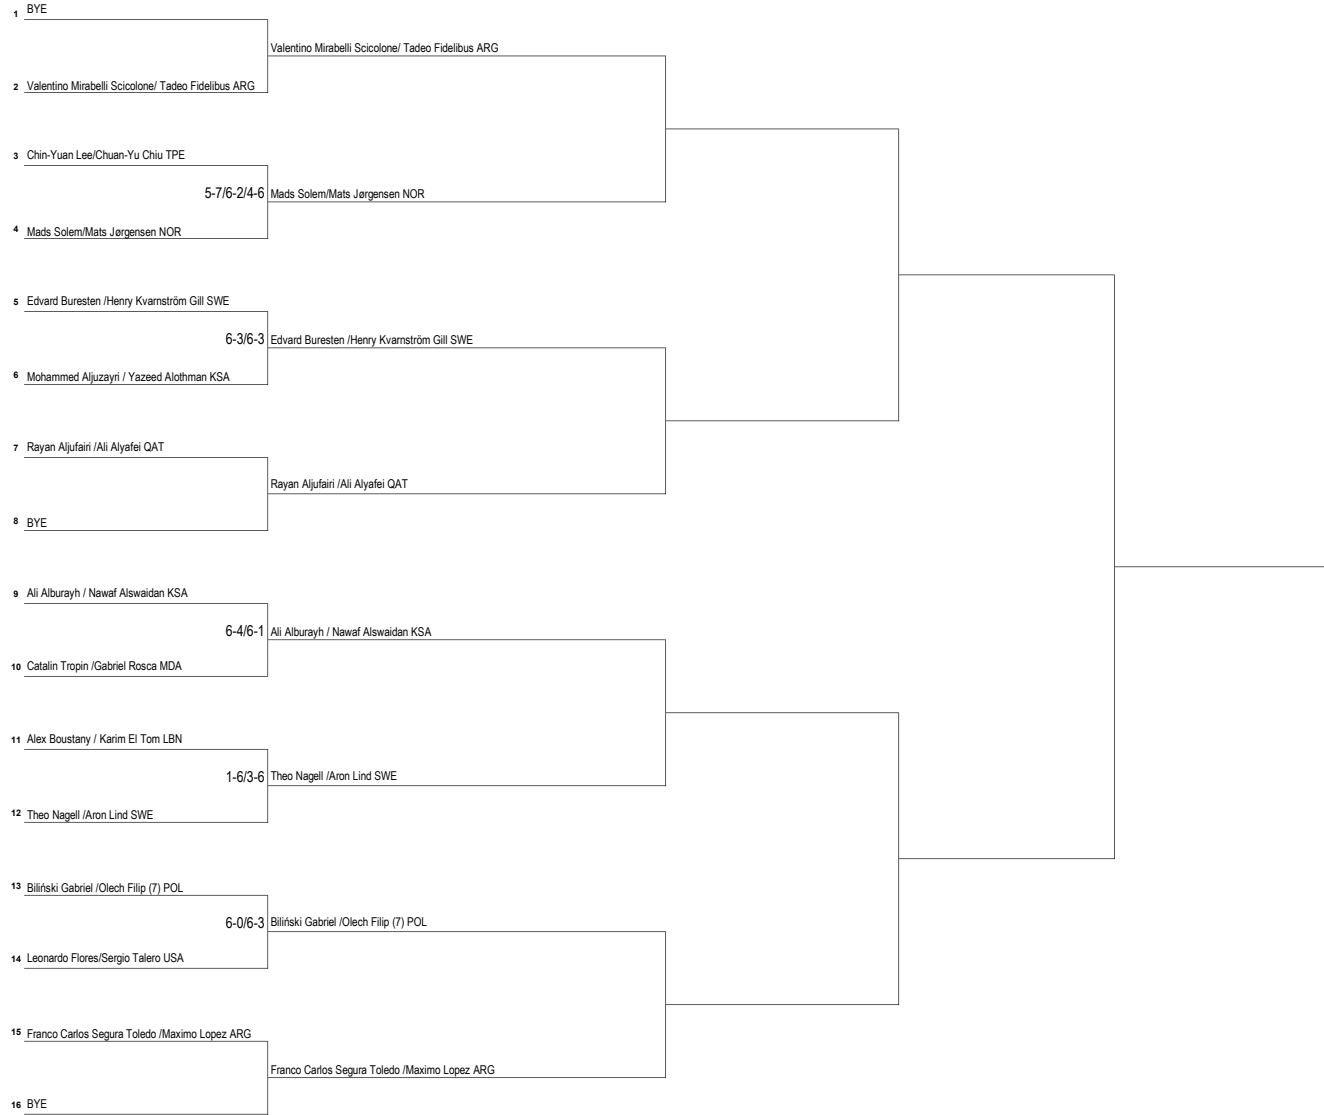 1 BYE
Valentino Mirabelli Scicolone/ Tadeo Fidelibus ARG
2 Valentino Mirabelli Scicolone/ Tadeo Fidelibus ARG
3 Chin-Yuan Lee/Chuan-Yu Chiu TPE
5-7/6-2/4-6 Mads Solem/Mats Jørgensen NOR
4 Mads Solem/Mats Jørgensen NOR
5 Edvard Buresten /Henry Kvarnström Gill SWE
6-3/6-3 Edvard Buresten /Henry Kvarnström Gill SWE
6 Mohammed Aljuzayri / Yazeed Alothman KSA
7 Rayan Aljufairi /Ali Alyafei QAT
Rayan Aljufairi /Ali Alyafei QAT
8 BYE
9 Ali Alburayh / Nawaf Alswaidan KSA
6-4/6-1 Ali Alburayh / Nawaf Alswaidan KSA
10 Catalin Tropin /Gabriel Rosca MDA
11 Alex Boustany / Karim El Tom LBN
1-6/3-6 Theo Nagell /Aron Lind SWE
12 Theo Nagell /Aron Lind SWE
13 Biliński Gabriel /Olech Filip (7) POL
6-0/6-3 Biliński Gabriel /Olech Filip (7) POL
14 Leonardo Flores/Sergio Talero USA
15 Franco Carlos Segura Toledo /Maximo Lopez ARG
Franco Carlos Segura Toledo /Maximo Lopez ARG
16 BYE